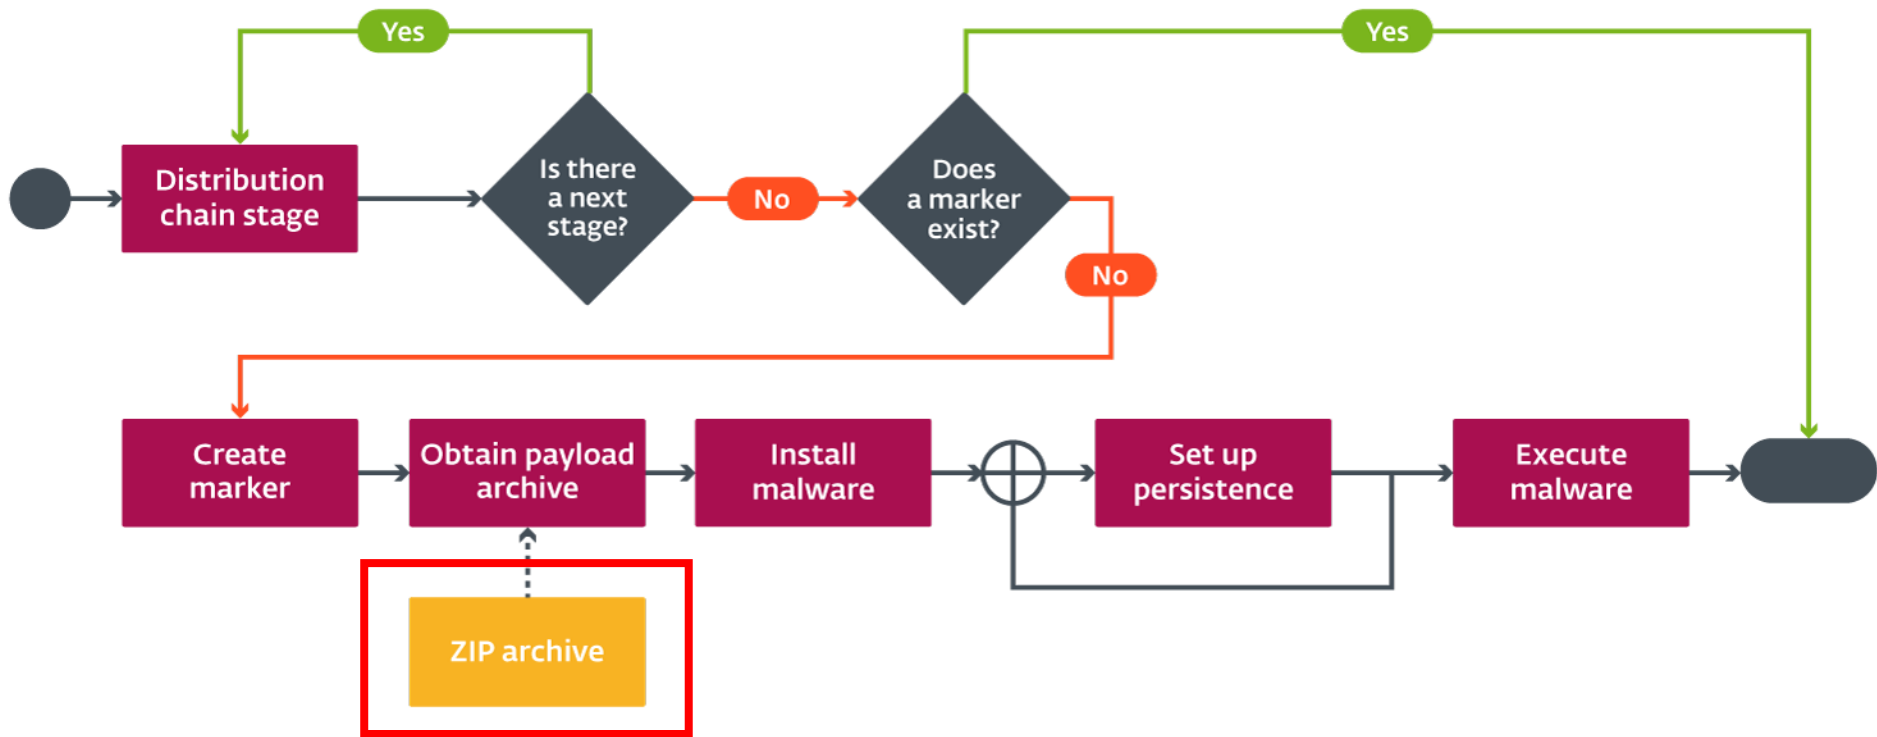 Yes
Yes
Distribution
chain stage
Is there
a next
stage?
No
Does
a marker
exist?
No
Create
marker
Obtain payload
archive
Install
malware
Set up
persistence
Execute
malware
ZIP archive